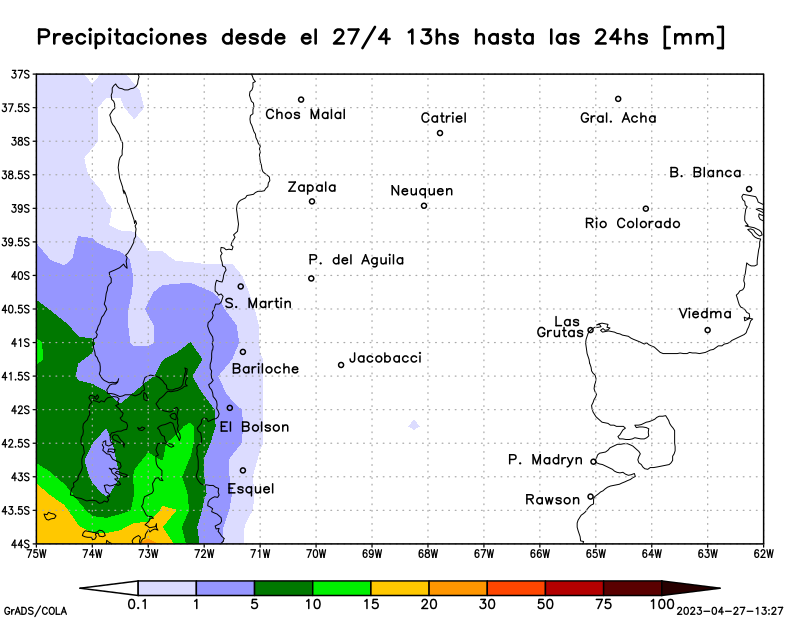 Precipitaciones desde el 27/4 13hs hasta las 24hs [mm]
37S
37.5S
38S
38.5S
39S
39.5S
40S
40.5S
41S
41.5S
42S
42.5S
43S
43.5S
44S
Chos Malal
Catriel
Gral. Acha
B. Blanca
Zapala
Neuquen
Rio Colorado
P. del Aguila
S. Martin
Viedma
Las
Grutas
Jacobacci
Bariloche
El Bolson
P. Madryn
Esquel
Rawson
75W 74W 73W 72W 71W 70W 69W 68W 67W 66W 65W 64W 63W 62W
0.1 1 5 10 15 20 30 50 75 100
GrADS/COLA
2023-04-27-13:27